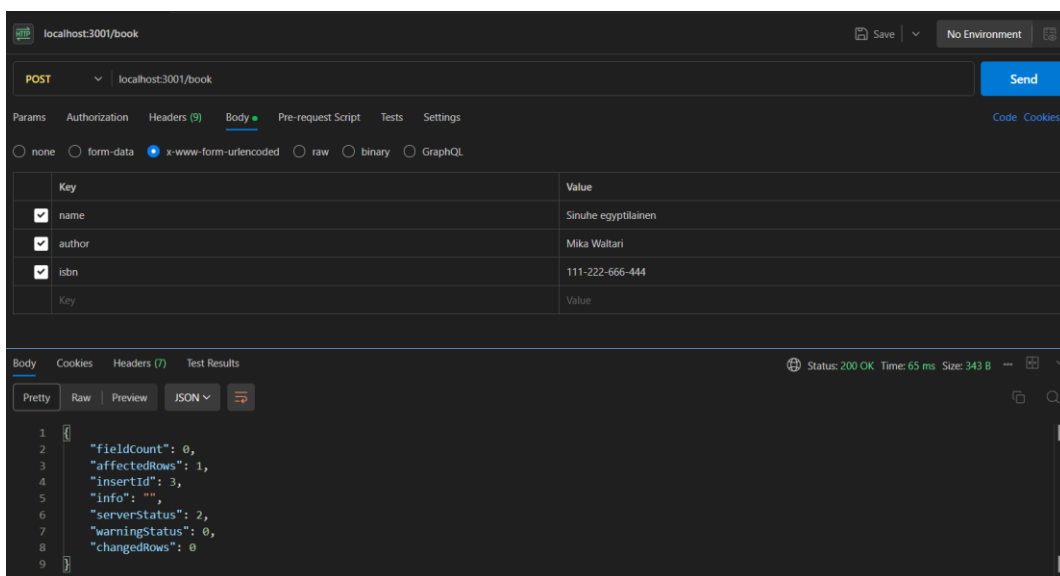 HTTP localhost:3001/book Save No Environment
POST localhost:3001/book Send
Params Authorization Headers (9) Body Pre-request Script Tests Settings Code Cookies
none form-data x-www-form-urlencoded raw binary GraphQL
Key Value
name Sinuhe egyptilainen
author Mika Waltari
isbn 111-222-666-444
Key Value
Body Cookies Headers (7) Test Results Status: 200 OK Time: 65 ms Size: 343 B
Pretty Raw Preview JSON
1 {
2 "fieldCount": 0,
3 "affectedRows": 1,
4 "insertId": 3,
5 "info": "",
6 "serverStatus": 2,
7 "warningStatus": 0,
8 "changedRows": 0
9 }